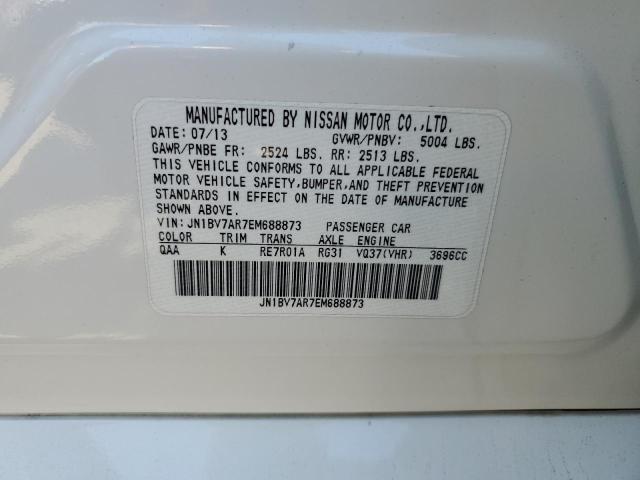 MANUFACTURED BY NISSAN MOTOR CO.,LTD.
DATE: 07/13 GVWR/PNBV: 5004 LBS.
GAWR/PNBE FR: 2524 LBS. RR: 2513 LBS.
THIS VEHICLE CONFORMS TO ALL APPLICABLE FEDERAL
MOTOR VEHICLE SAFETY,BUMPER,AND THEFT PREVENTION
STANDARDS IN EFFECT ON THE DATE OF MANUFACTURE
SHOWN ABOVE.
VIN:JN1BV7AR7EM688873 PASSENGER CAR
COLOR TRIM TRANS AXLE ENGINE
QAA K RE7R01A RG31 VQ37(VHR) 3696CC
JN1BV7AR7EM688873